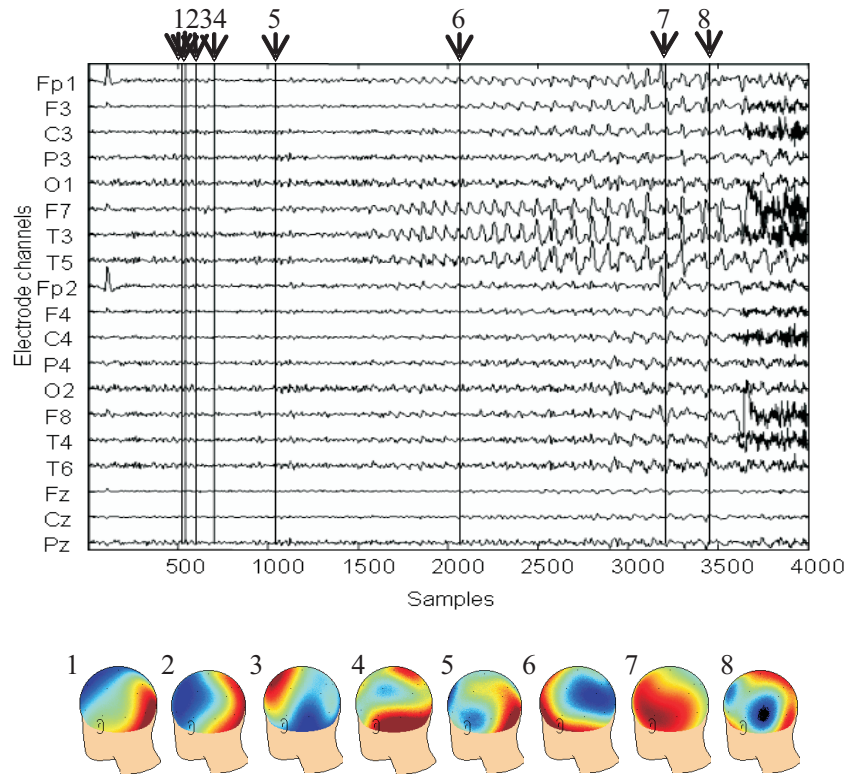 1234 5 6 7 8
Electrode channels
Fp1
F3
C3
P3
O1
F7
T3
T5
Fp2
F4
C4
P4
O2
F8
T4
T6
Fz
Cz
Pz
500 1000 1500 2000 2500 3000 3500 4000
Samples
1 2 3 4 5 6 7 8